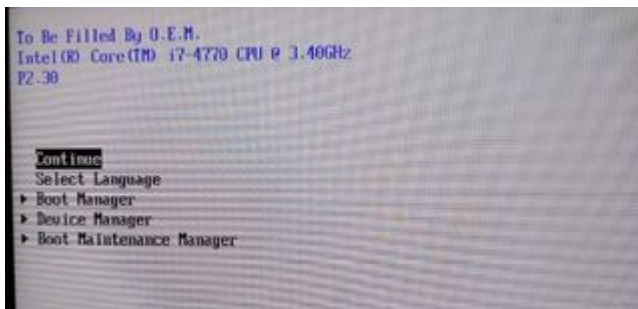 To Be Filled By O.E.M.
Intel(R) Core(TM) i7-4770 CPU @ 3.40GHz
P2.30
Continue
Select Language
Boot Manager
Device Manager
Boot Maintenance Manager